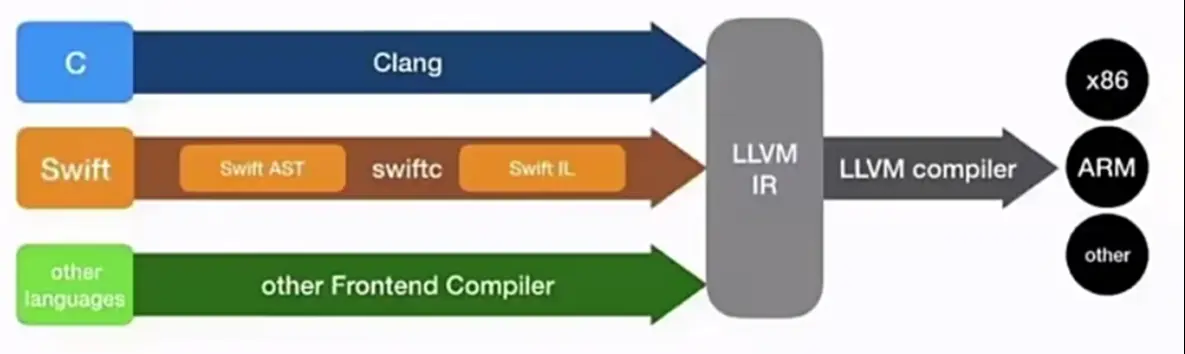 C
Clang
Swift
Swift AST
swiftc
Swift IL
other
languages
other Frontend Compiler
LLVM
IR
LLVM compiler
x86
ARM
other